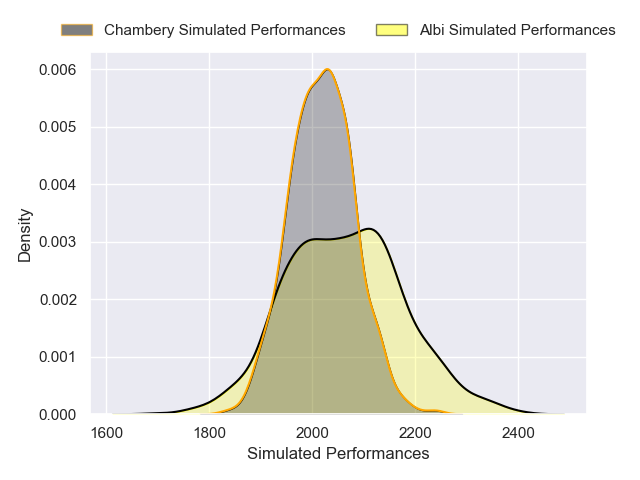 Chambery Simulated Performances Albi Simulated Performances
0.006
0.005
0.004
0.003
0.002
0.001
0.000
Density
1600 1800 2000 2200 2400
Simulated Performances